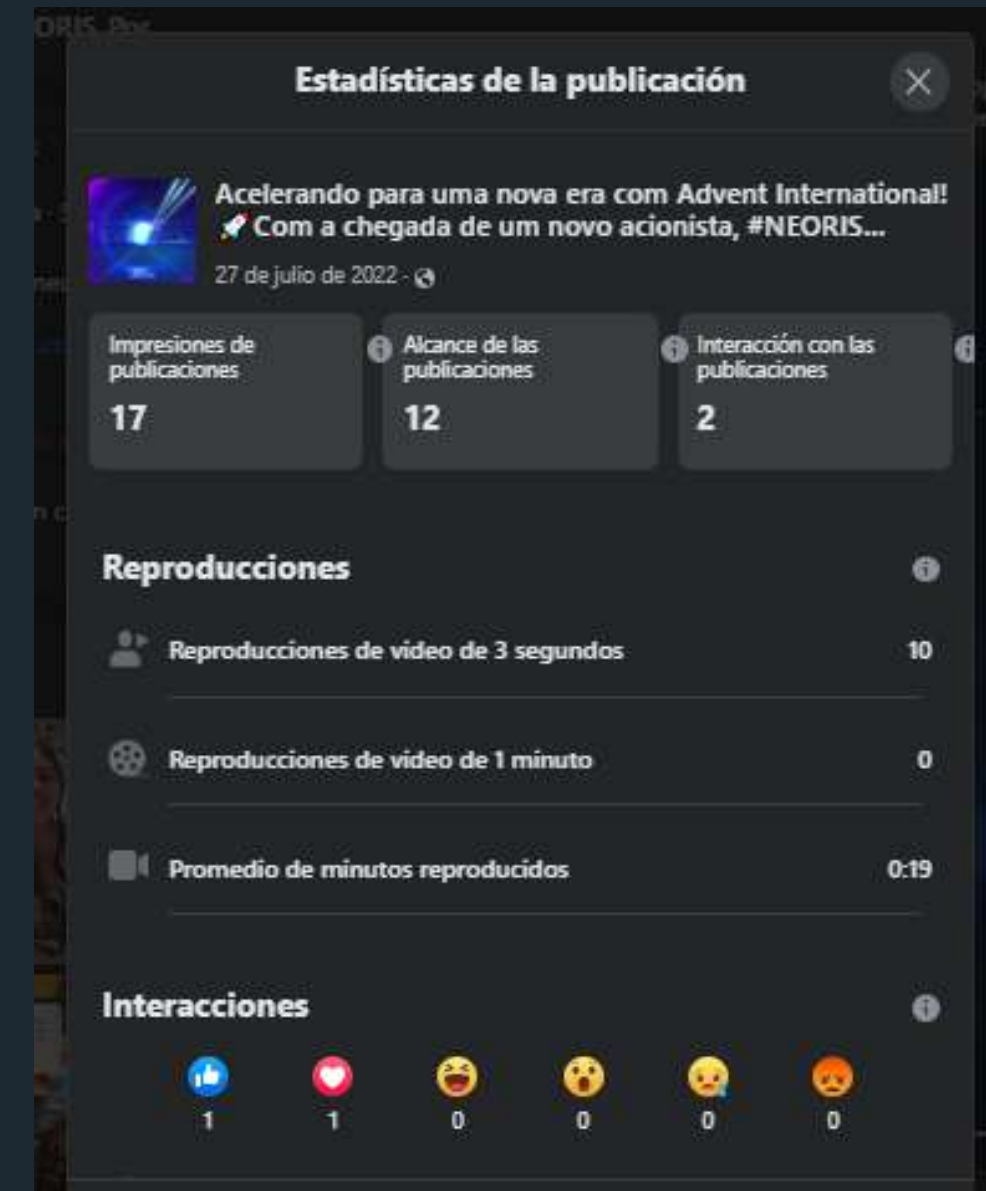 ORIS, Por
Estadísticas de la publicación
Acelerando para uma nova era com Advent International!
🚀 Com a chegada de um novo acionista, #NEORIS...
27 de julio de 2022 ·
Impresiones de
publicaciones
17
Alcance de las
publicaciones
12
Interacción con las
publicaciones
2
Reproducciones
Reproducciones de video de 3 segundos
10
Reproducciones de video de 1 minuto
0
Promedio de minutos reproducidos
0:19
Interacciones
1 1 0 0 0 0